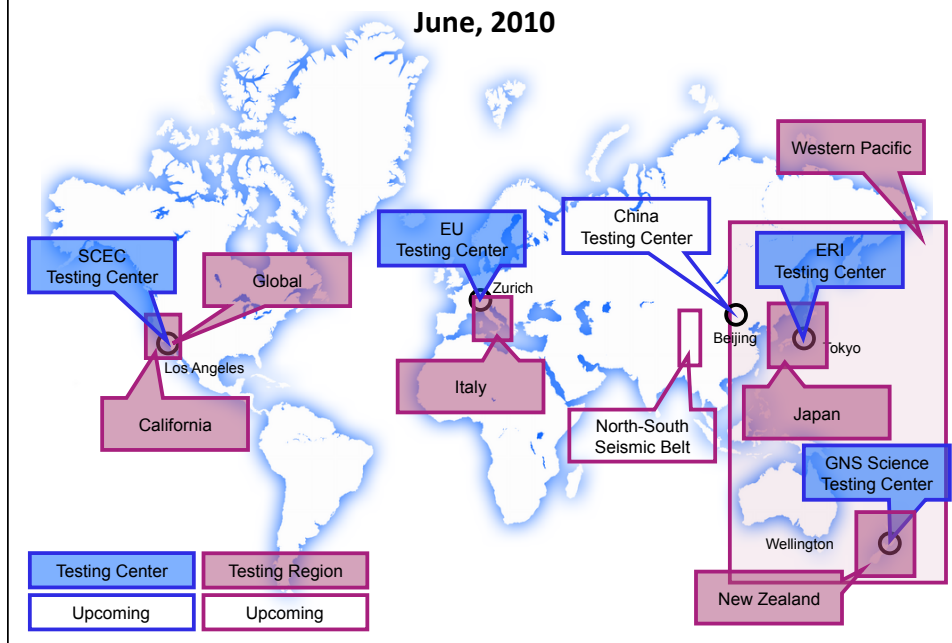 June, 2010
Western Pacific
China
Testing Center
EU
Testing Center
SCEC
Testing Center
ERI
Testing Center
Global
Zurich
Beijing
Tokyo
Los Angeles
Italy
California
North-South
Seismic Belt
Japan
GNS Science
Testing Center
Wellington
Testing Center
Testing Region
New Zealand
Upcoming
Upcoming